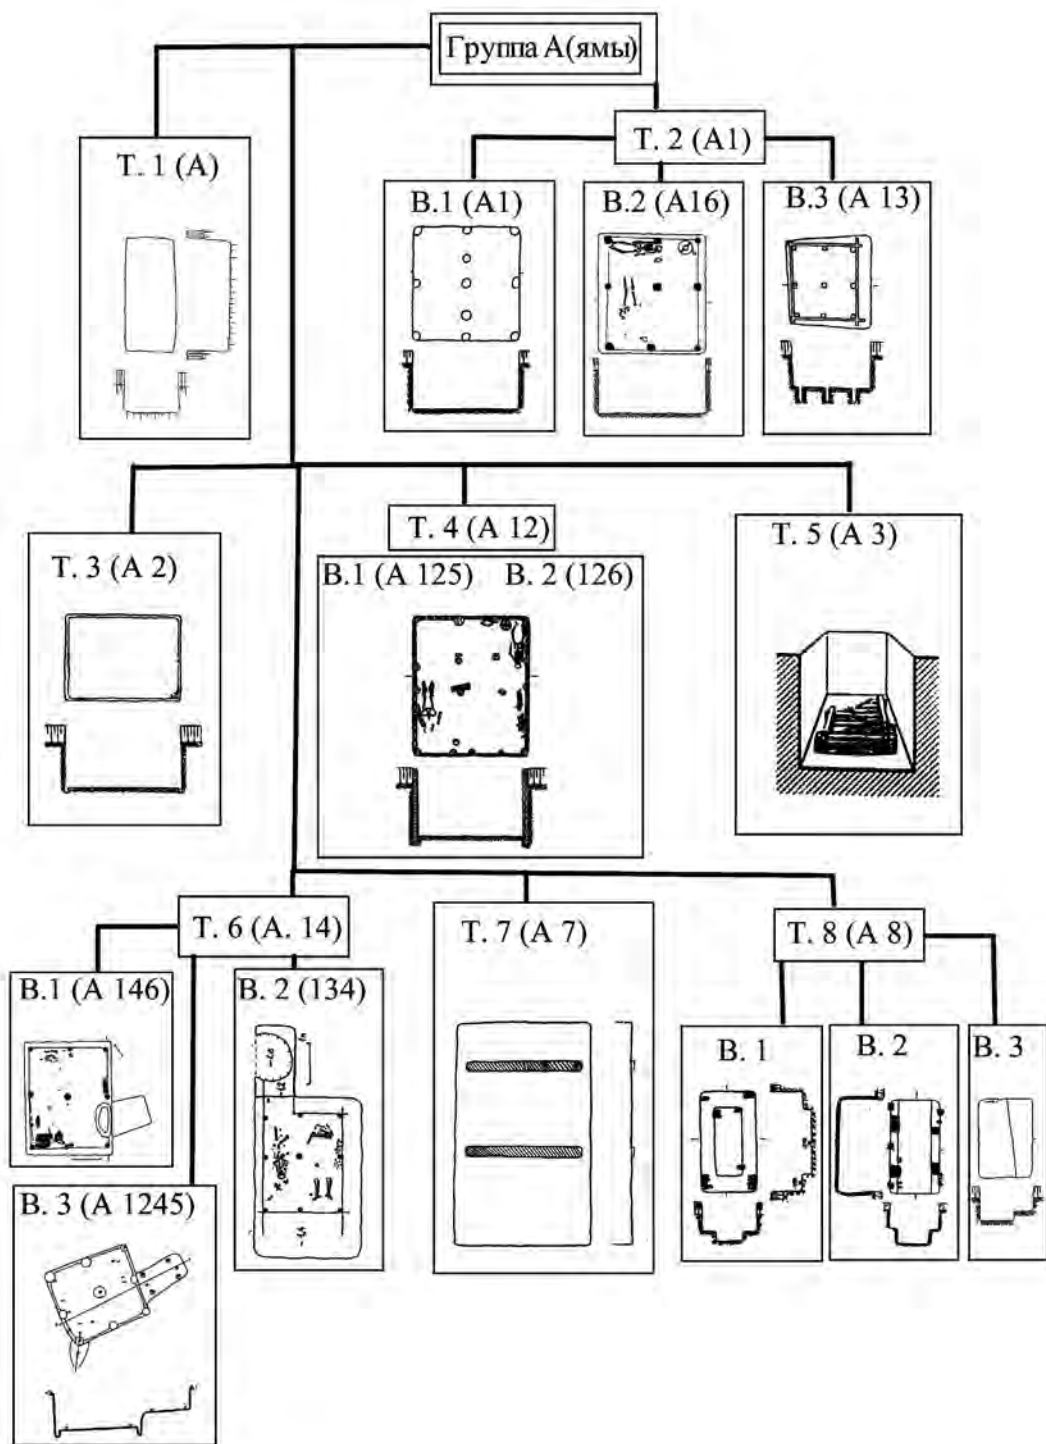 Группа А(ямы)
Т. 1 (А)
Т. 2 (А1)
В.1 (А1)
В.2 (А16)
В.3 (А 13)
Т. 3 (А 2)
Т. 4 (А 12)
В.1 (А 125) В. 2 (126)
Т. 5 (А 3)
Т. 6 (А. 14)
В.1 (А 146)
В. 2 (134)
В. 3 (А 1245)
Т. 7 (А 7)
Т. 8 (А 8)
В. 1
В. 2
В. 3